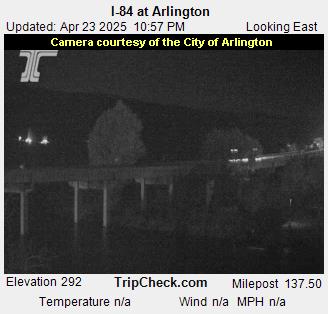 I-84 at Arlington
Updated: Apr 23 2025 10:57 PM Looking East
Camera courtesy of the City of Arlington
Elevation 292 TripCheck.com Milepost 137.50
Temperature n/a Wind n/a MPH n/a